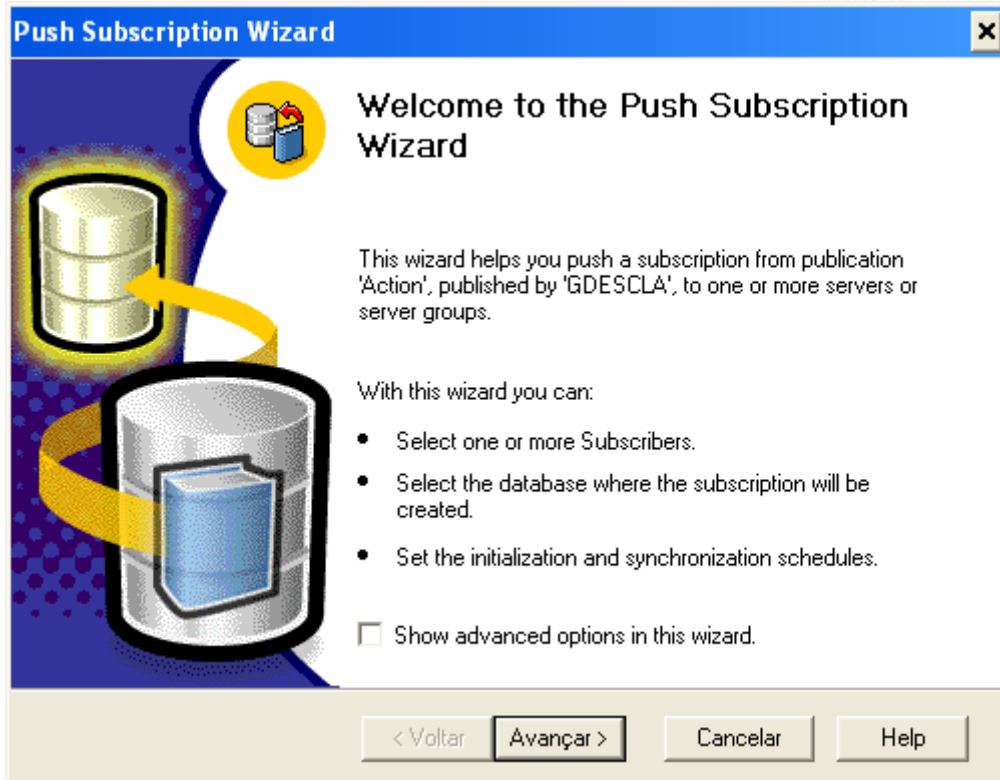 Push Subscription Wizard
Welcome to the Push Subscription
Wizard
This wizard helps you push a subscription from publication
'Action', published by 'GDESCLA', to one or more servers or
server groups.
With this wizard you can:
• Select one or more Subscribers.
• Select the database where the subscription will be
created.
• Set the initialization and synchronization schedules.
Show advanced options in this wizard.
< Voltar
Avançar >
Cancelar
Help